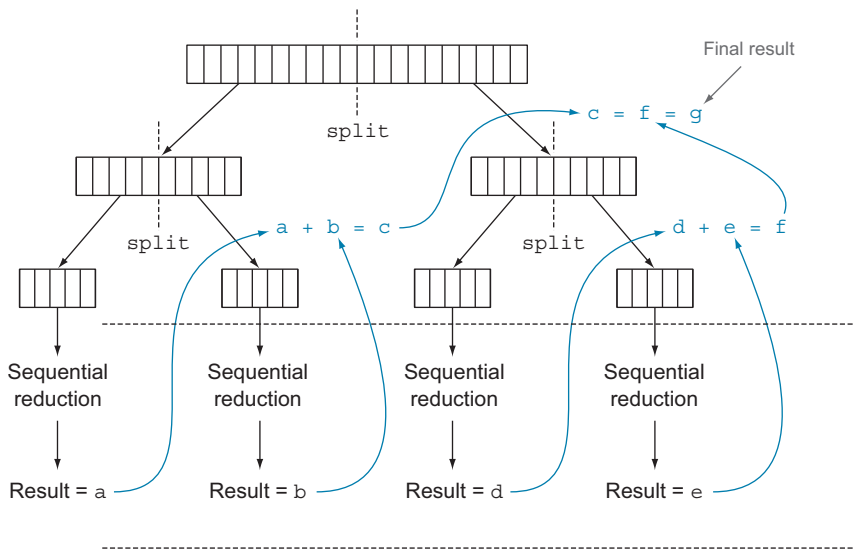 Final result
c = f = g
split
a + b = c
d + e = f
split
split
Sequential
reduction
Sequential
reduction
Sequential
reduction
Sequential
reduction
Result = a
Result = b
Result = d
Result = e